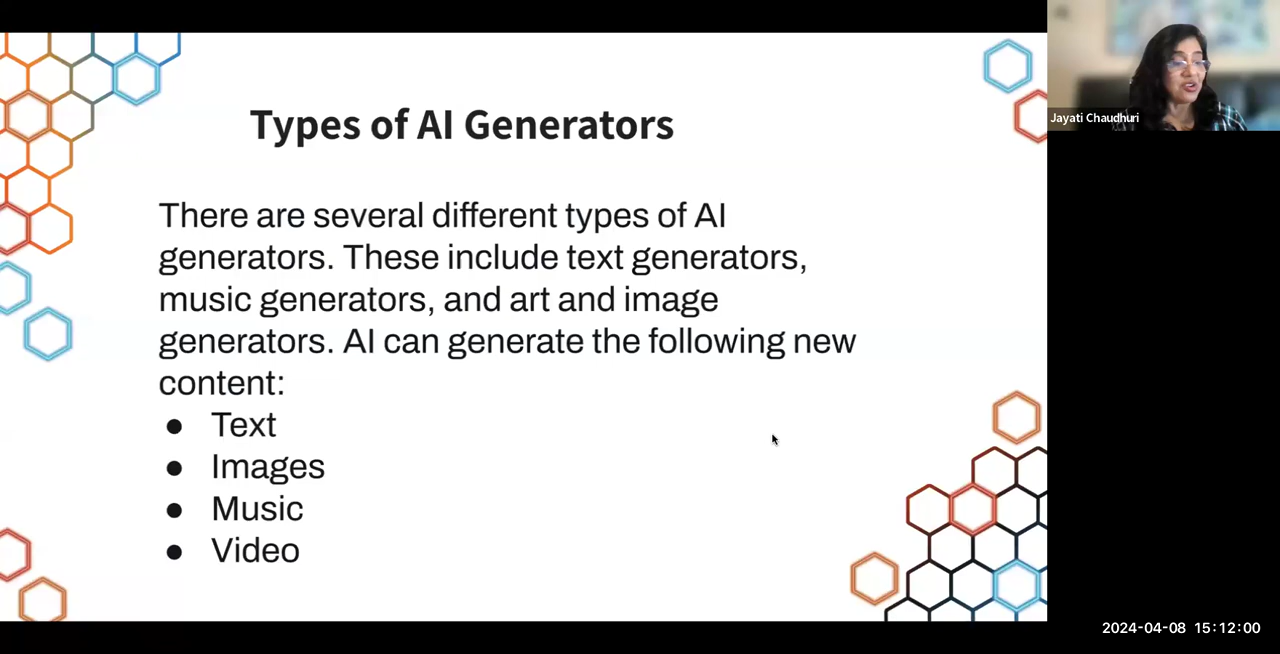 Types of AI Generators
There are several different types of AI
generators. These include text generators,
music generators, and art and image
generators. AI can generate the following new
content:
● Text
● Images
● Music
● Video
Jayati Chaudhuri
2024-04-08 15:12:00